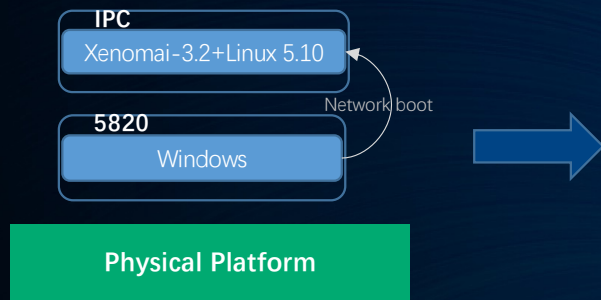 IPC
Xenomai-3.2+Linux 5.10
Network boot
5820
Windows
Physical Platform